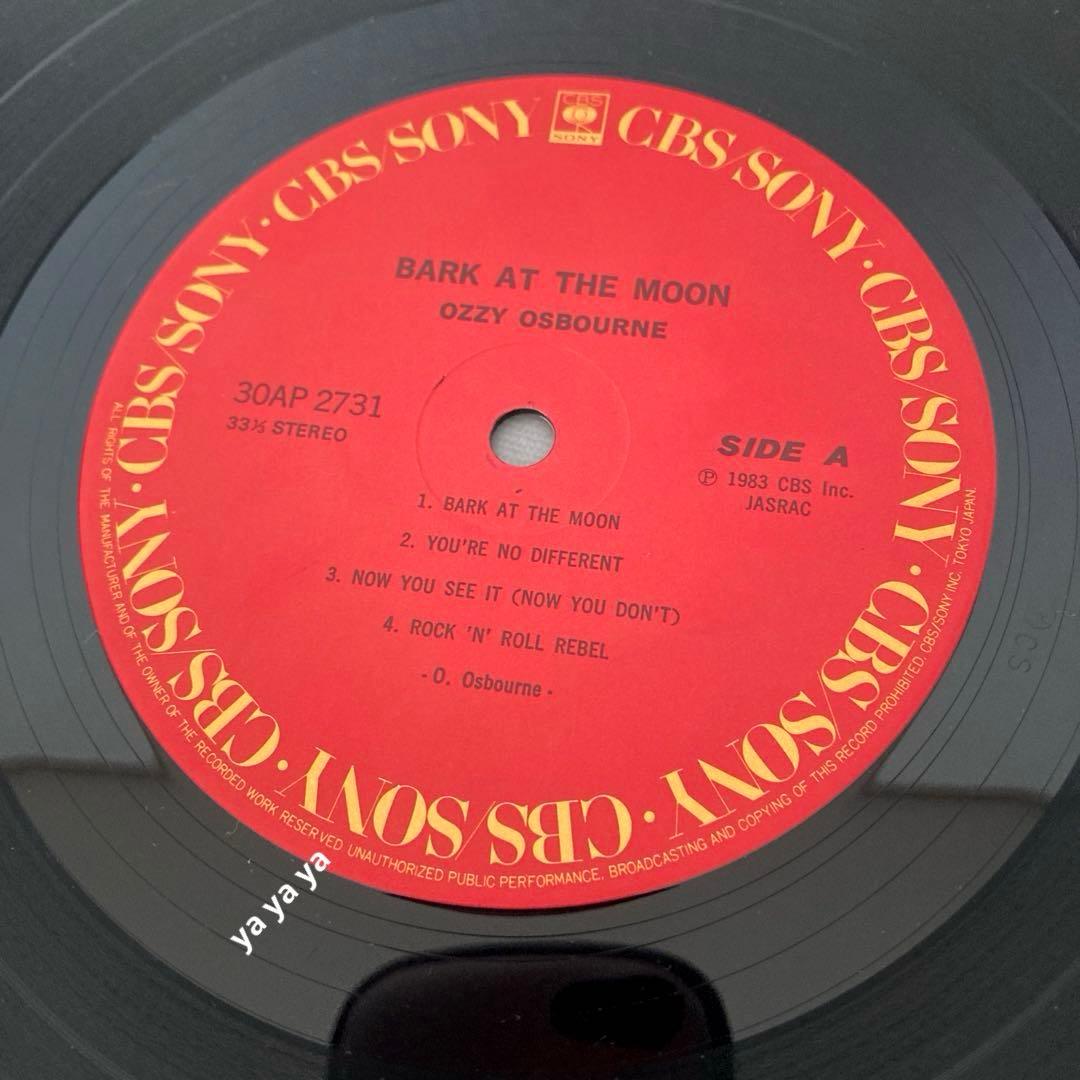 CBS/SONY · CBS/SONY · CBS/SONY · CBS/SONY · CBS/SONY · CBS/SONY · CBS/SONY · CBS/SONY
CBS
SONY
BARK AT THE MOON
OZZY OSBOURNE
30AP 2731
33⅓ STEREO
SIDE A
℗ 1983 CBS Inc.
JASRAC
1. BARK AT THE MOON
2. YOU'RE NO DIFFERENT
3. NOW YOU SEE IT (NOW YOU DON'T)
4. ROCK 'N' ROLL REBEL
- O. Osbourne -
ALL RIGHTS OF THE MANUFACTURER AND OF THE OWNER OF THE RECORDED WORK RESERVED UNAUTHORIZED PUBLIC PERFORMANCE, BROADCASTING AND COPYING OF THIS RECORD PROHIBITED. CBS/SONY INC. TOKYO JAPAN
ya ya ya